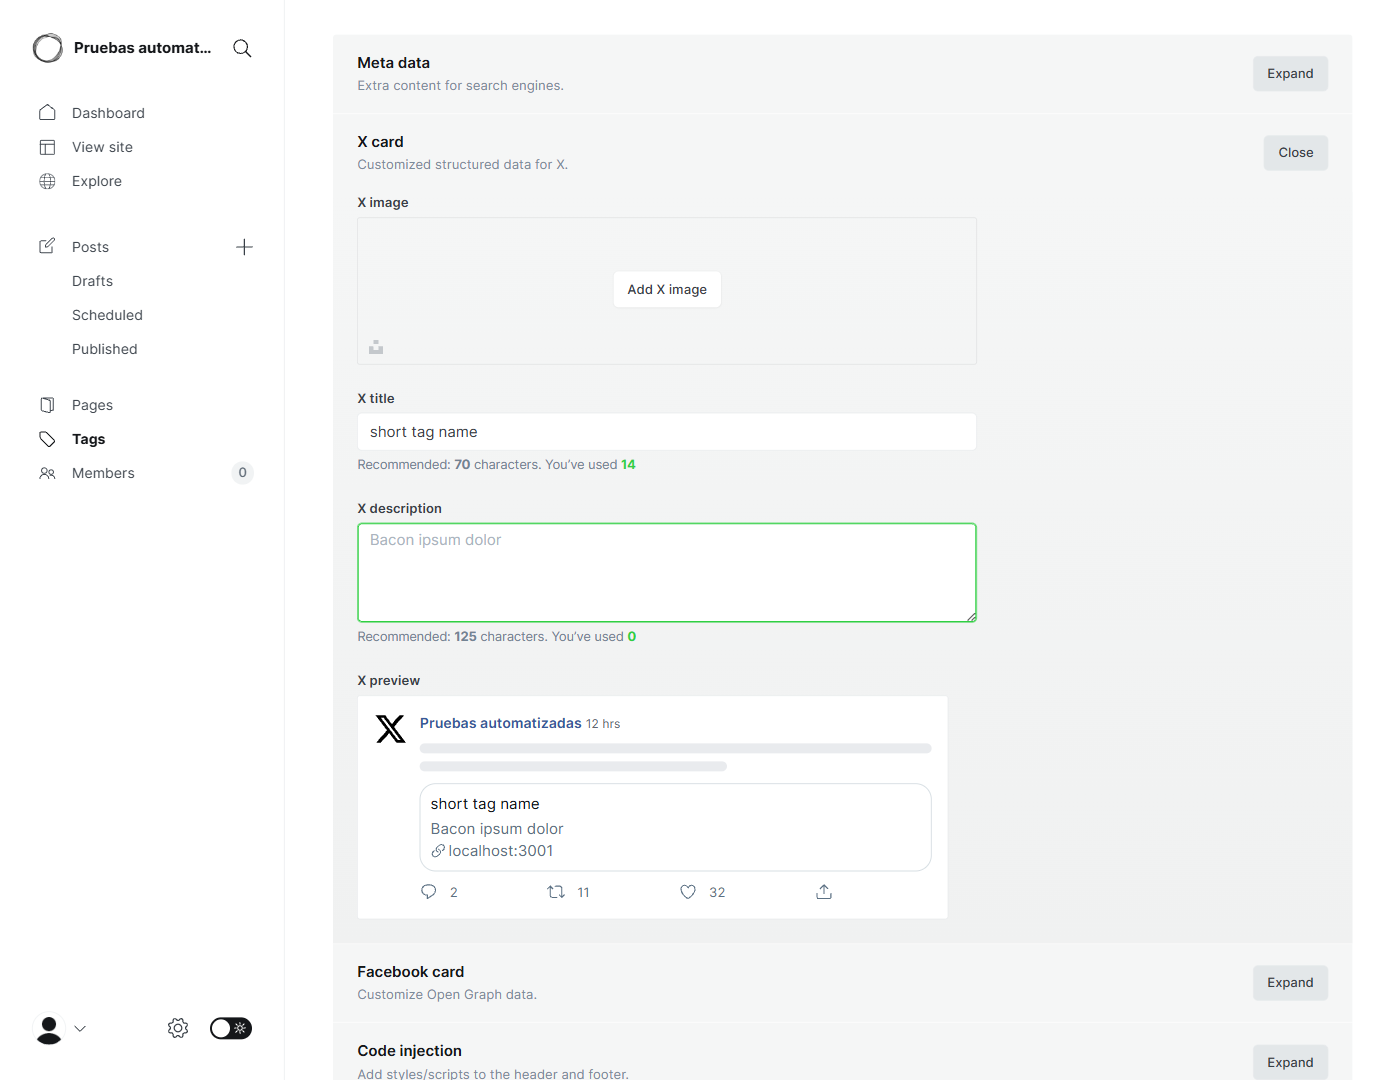 Pruebas automat...
Dashboard
View site
Explore
Posts
Drafts
Scheduled
Published
Pages
Tags
Members 0
Meta data
Extra content for search engines.
Expand
X card
Customized structured data for X.
Close
X image
Add X image
X title
short tag name
Recommended: 70 characters. You've used 14
X description
Bacon ipsum dolor
Recommended: 125 characters. You've used 0
X preview
Pruebas automatizadas 12 hrs
short tag name
Bacon ipsum dolor
localhost:3001
2 11 32
Facebook card
Customize Open Graph data.
Expand
Code injection
Add styles/scripts to the header and footer.
Expand